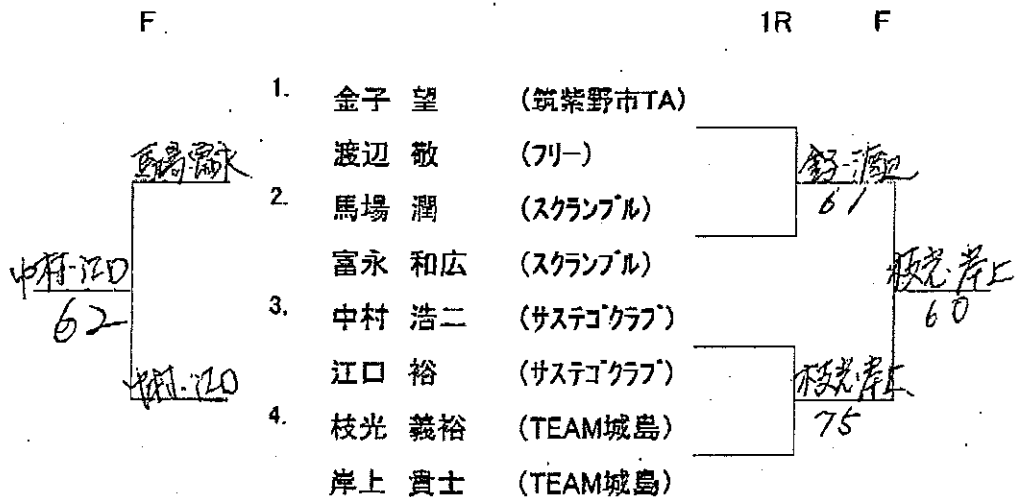 F 1R F
1. 金子 望 (筑紫野市TA)
渡辺 敬 (フリー)
2. 馬場 潤 (スクランブル)
富永 和広 (スクランブル)
3. 中村 浩二 (サステゴクラブ)
江口 裕 (サステゴクラブ)
4. 枝光 義裕 (TEAM城島)
岸上 貴士 (TEAM城島)
馬場・富永
中村・江口
62
中村・江口
金子・渡辺
61
枝光・岸上
60
枝光・岸上
75